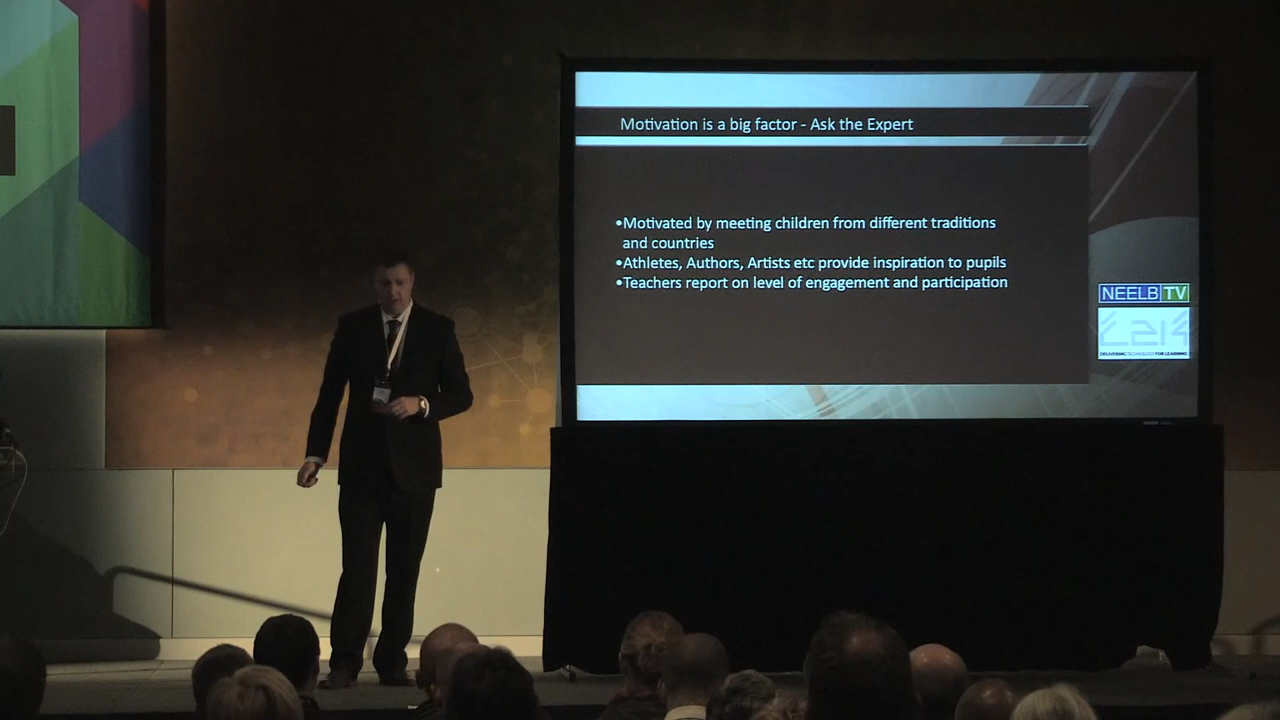 Motivation is a big factor - Ask the Expert
•Motivated by meeting children from different traditions
and countries
•Athletes, Authors, Artists etc provide inspiration to pupils
•Teachers report on level of engagement and participation
NEELB TV
DELIVERING TECHNOLOGY FOR LEARNING